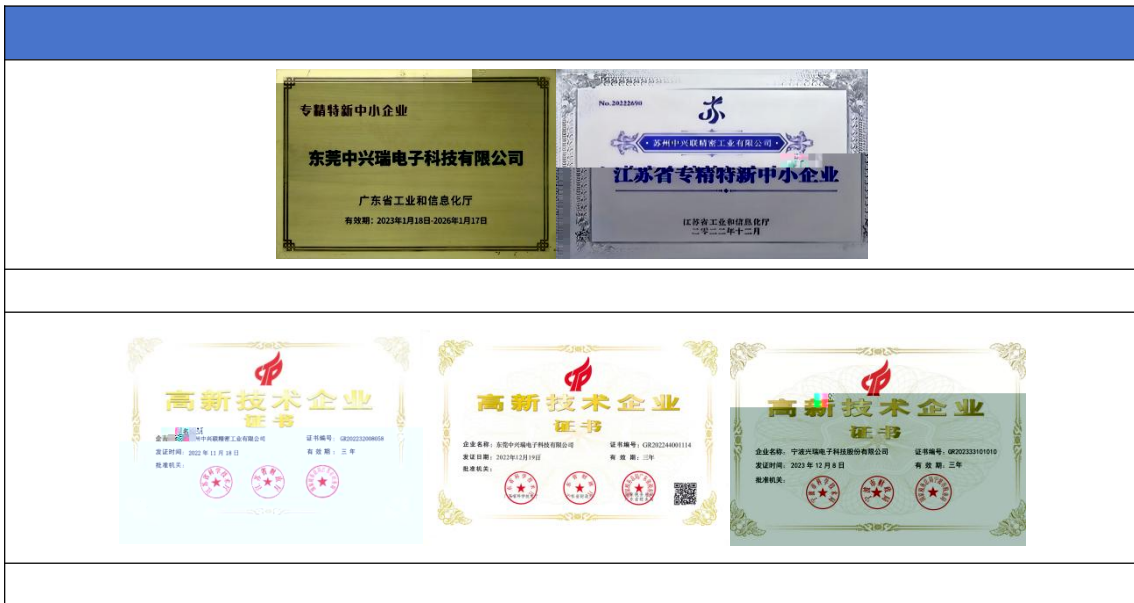 专精特新中小企业
东莞中兴瑞电子科技有限公司
广东省工业和信息化厅
有效期：2023年1月18日-2026年1月17日
No.20222690
苏
苏州中兴联精密工业有限公司
江苏省专精特新中小企业
江苏省工业和信息化厅
二零二二年十二月
高新技术企业
证书
州中兴联精密工业有限公司
证书编号：GR202232008058
发证时间：2022年11月18日
有效期：三年
批准机关：
高新技术企业
证书
企业名称：东莞中兴瑞电子科技有限公司
证书编号：GR202244001114
发证日期：2022年12月19日
有效期：三年
批准机关：
高新技术企业
证书
企业名称：宁波兴瑞电子科技股份有限公司
证书编号：GR202333101010
发证时间：2023年12月8日
有效期：三年
批准机关：